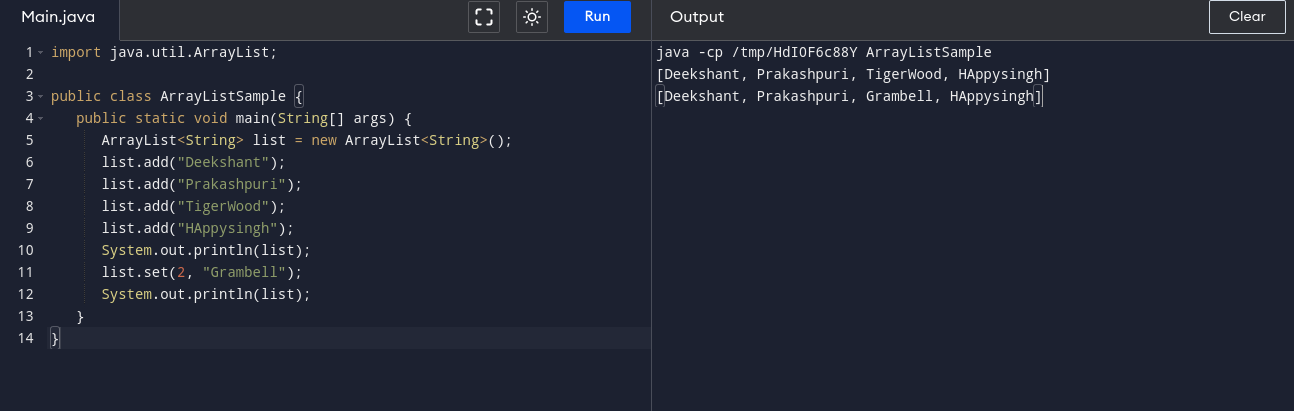 Main.java Run Output Clear
1 import java.util.ArrayList;
2
3 public class ArrayListSample {
4 public static void main(String[] args) {
5 ArrayList<String> list = new ArrayList<String>();
6 list.add("Deekshant");
7 list.add("Prakashpuri");
8 list.add("TigerWood");
9 list.add("HAppysingh");
10 System.out.println(list);
11 list.set(2, "Grambell");
12 System.out.println(list);
13 }
14 }
java -cp /tmp/HdIOF6c88Y ArrayListSample
[Deekshant, Prakashpuri, TigerWood, HAppysingh]
[Deekshant, Prakashpuri, Grambell, HAppysingh]